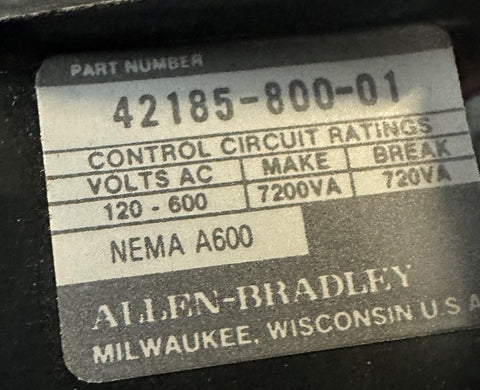 PART NUMBER
42185-800-01
CONTROL CIRCUIT RATINGS
VOLTS AC MAKE BREAK
120 - 600 7200VA 720VA
NEMA A600
ALLEN-BRADLEY
MILWAUKEE, WISCONSIN U.S.A